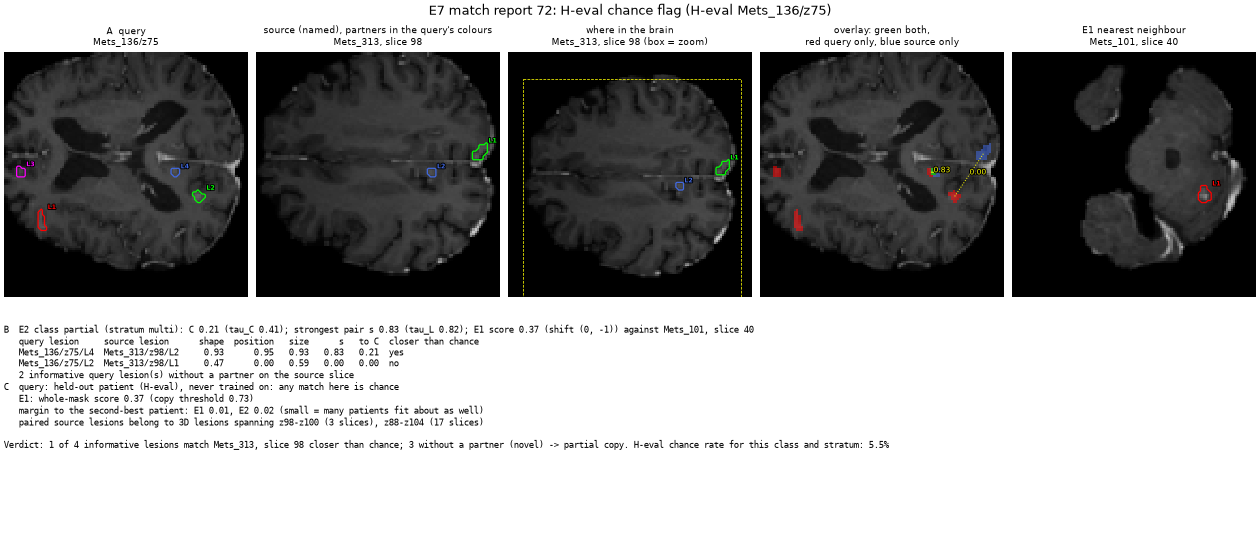 E7 match report 72: H-eval chance flag (H-eval Mets_136/z75)
A query
Mets_136/z75
source (named), partners in the query's colours
Mets_313, slice 98
where in the brain
Mets_313, slice 98 (box = zoom)
overlay: green both,
red query only, blue source only
E1 nearest neighbour
Mets_101, slice 40
L3
L4
L2
L1
L1
L2
L1
L2
0.83
0.00
L1
B E2 class partial (stratum multi): C 0.21 (tau_C 0.41); strongest pair s 0.83 (tau_L 0.82); E1 score 0.37 (shift (0, -1)) against Mets_101, slice 40
query lesion source lesion shape position size s to C closer than chance
Mets_136/z75/L4 Mets_313/z98/L2 0.93 0.95 0.93 0.83 0.21 yes
Mets_136/z75/L2 Mets_313/z98/L1 0.47 0.00 0.59 0.00 0.00 no
2 informative query lesion(s) without a partner on the source slice
C query: held-out patient (H-eval), never trained on: any match here is chance
E1: whole-mask score 0.37 (copy threshold 0.73)
margin to the second-best patient: E1 0.01, E2 0.02 (small = many patients fit about as well)
paired source lesions belong to 3D lesions spanning z98-z100 (3 slices), z88-z104 (17 slices)
Verdict: 1 of 4 informative lesions match Mets_313, slice 98 closer than chance; 3 without a partner (novel) -> partial copy. H-eval chance rate for this class and stratum: 5.5%